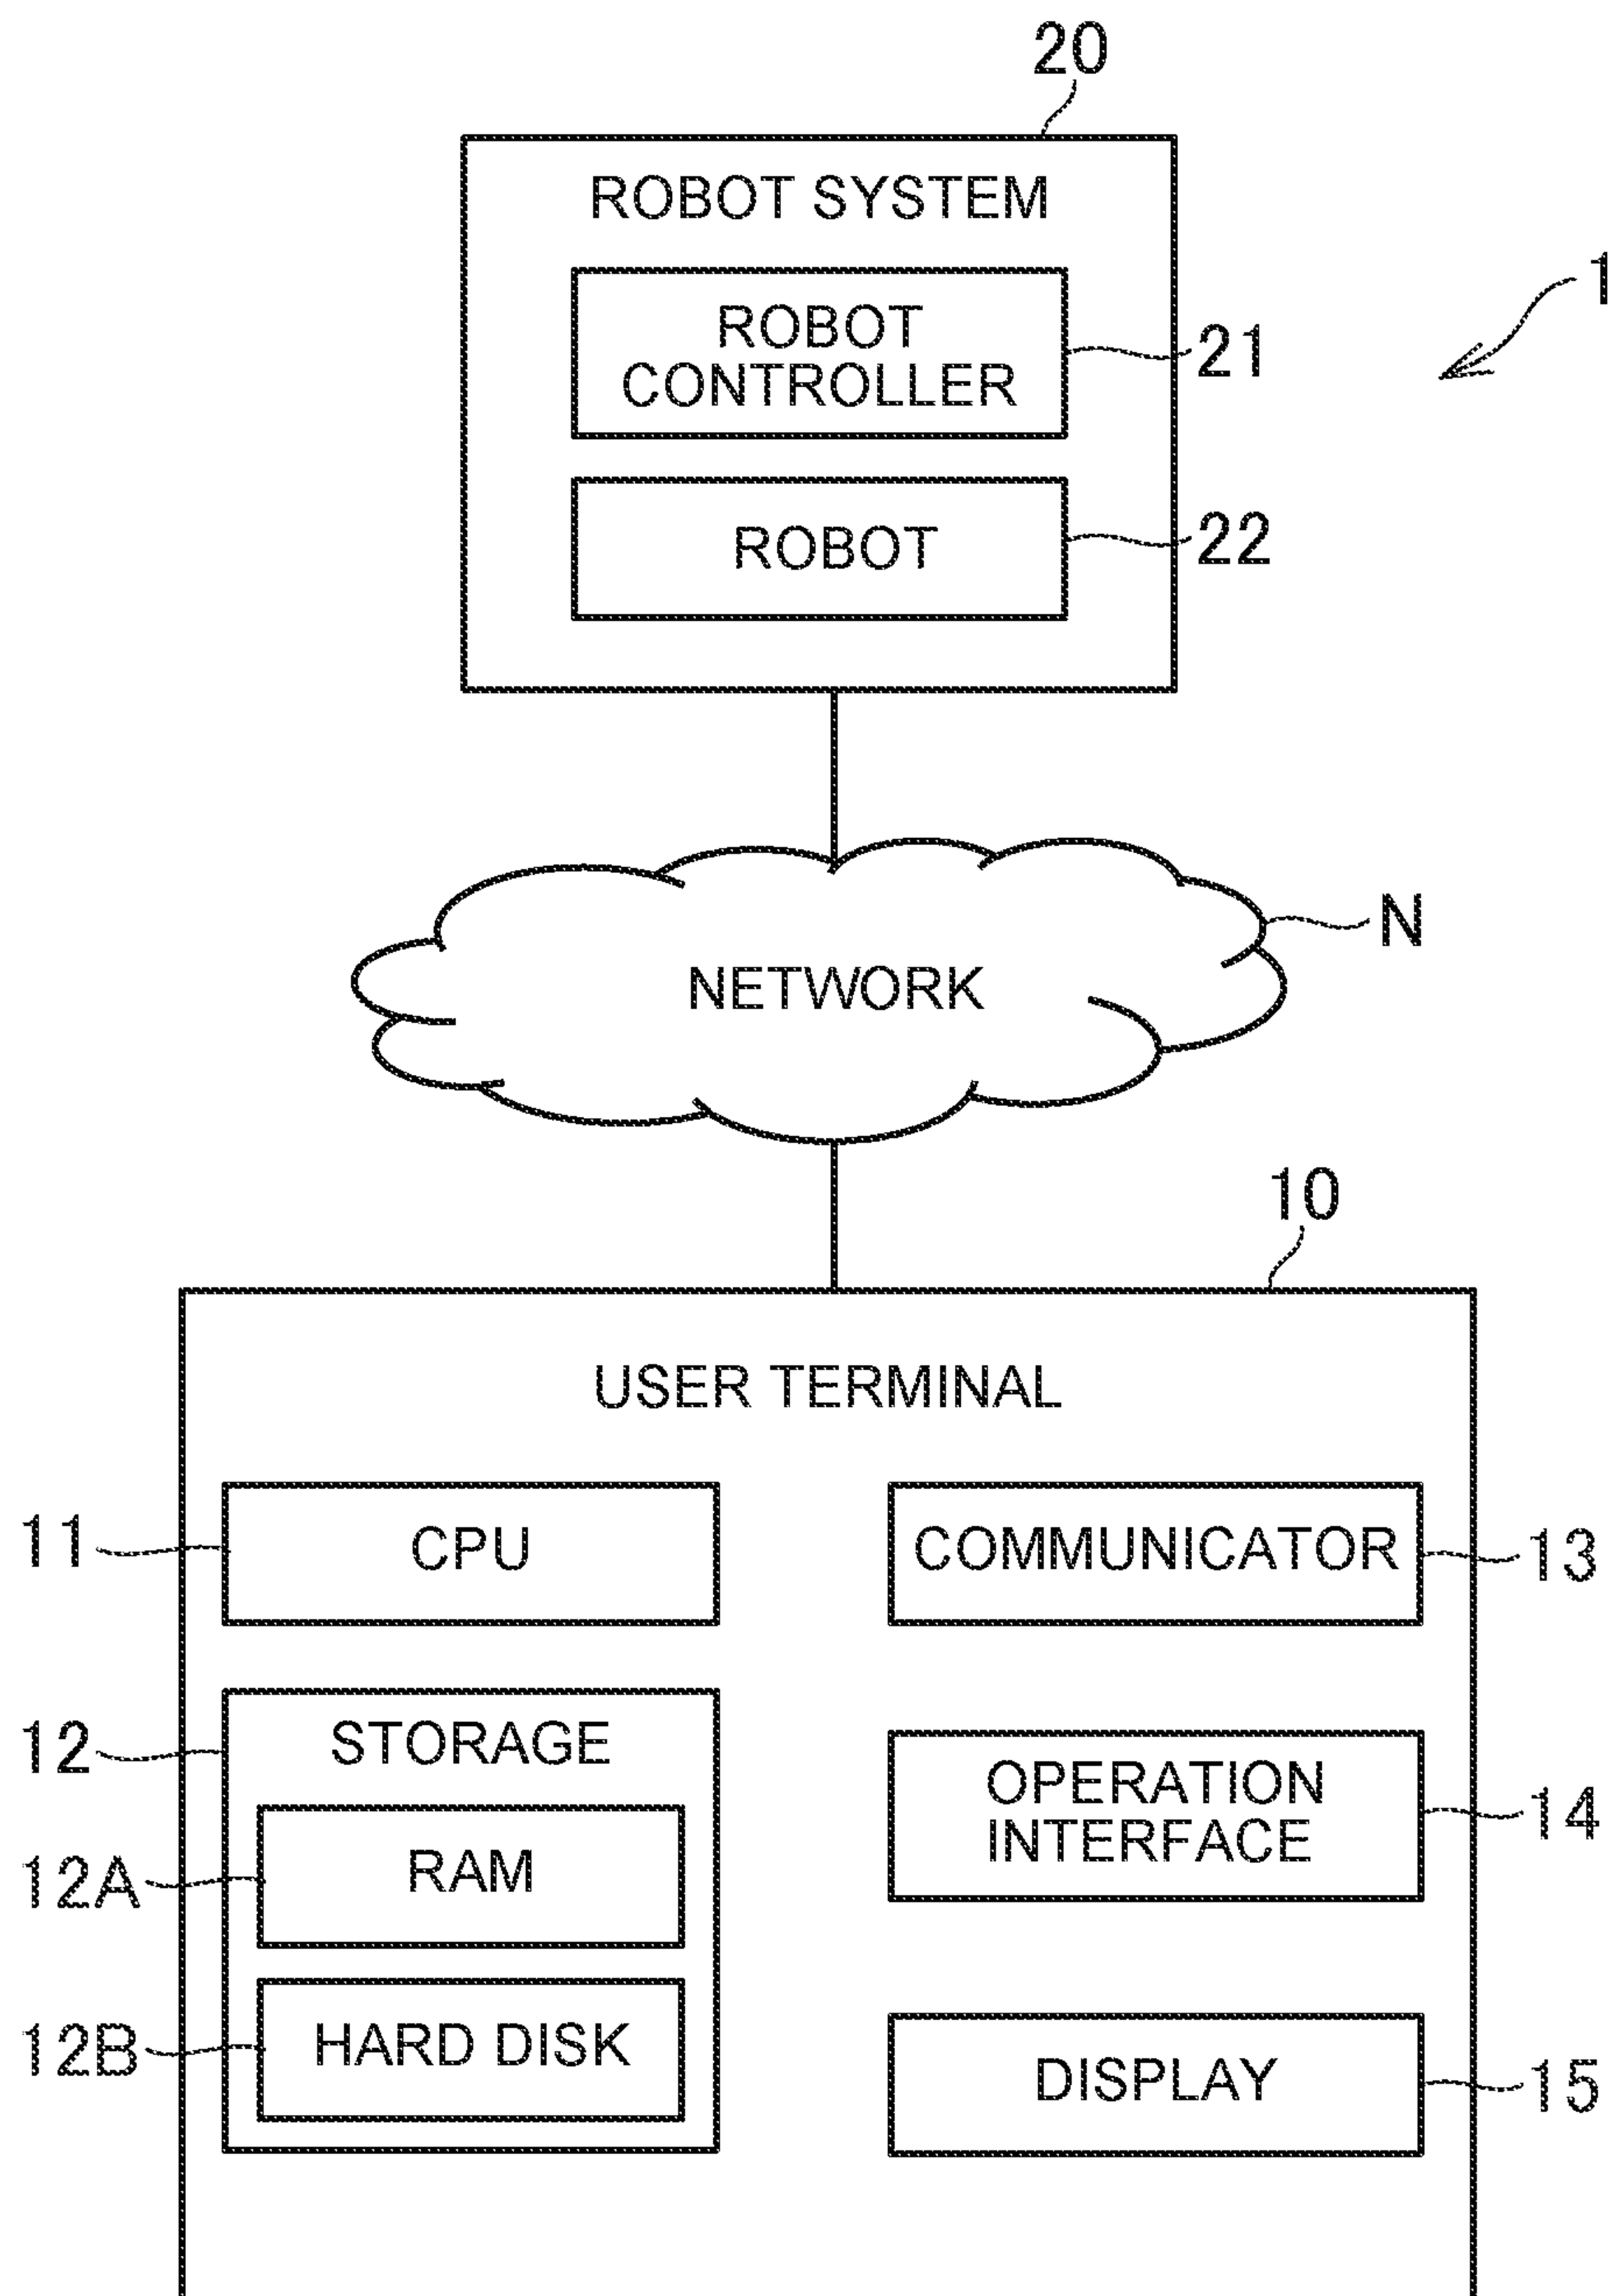 20
ROBOT SYSTEM
1
ROBOT
CONTROLLER
21
ROBOT
22
N
NETWORK
10
USER TERMINAL
11
CPU
COMMUNICATOR
13
12
STORAGE
OPERATION
INTERFACE
14
12A
RAM
12B
HARD DISK
DISPLAY
15